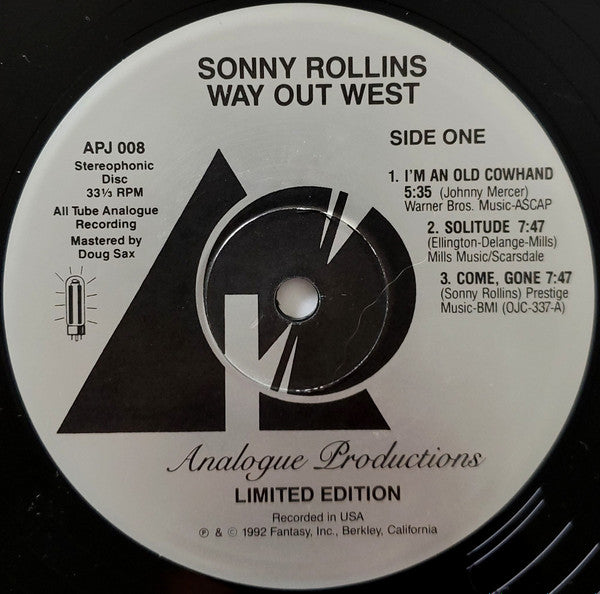 SONNY ROLLINS
WAY OUT WEST
APJ 008
Stereophonic
Disc
33⅓ RPM
All Tube Analogue
Recording
Mastered by
Doug Sax
SIDE ONE
1. I'M AN OLD COWHAND
5:35 (Johnny Mercer)
Warner Bros. Music-ASCAP
2. SOLITUDE 7:47
(Ellington-Delange-Mills)
Mills Music/Scarsdale
3. COME, GONE 7:47
(Sonny Rollins) Prestige
Music-BMI (OJC-337-A)
Analogue Productions
LIMITED EDITION
Recorded in USA
℗ & © 1992 Fantasy, Inc., Berkley, California